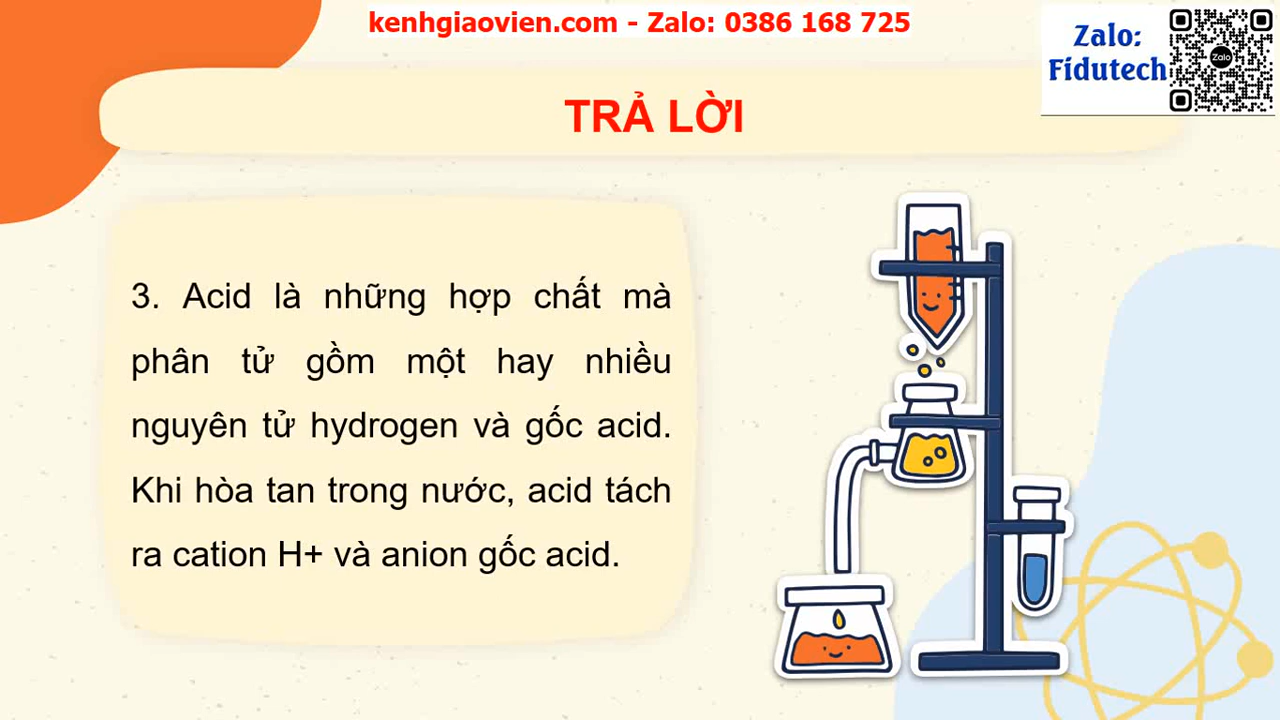 kenhgiaovien.com - Zalo: 0386 168 725
Zalo:
Fidutech
Zalo
TRẢ LỜI
3. Acid là những hợp chất mà
phân tử gồm một hay nhiều
nguyên tử hydrogen và gốc acid.
Khi hòa tan trong nước, acid tách
ra cation H+ và anion gốc acid.